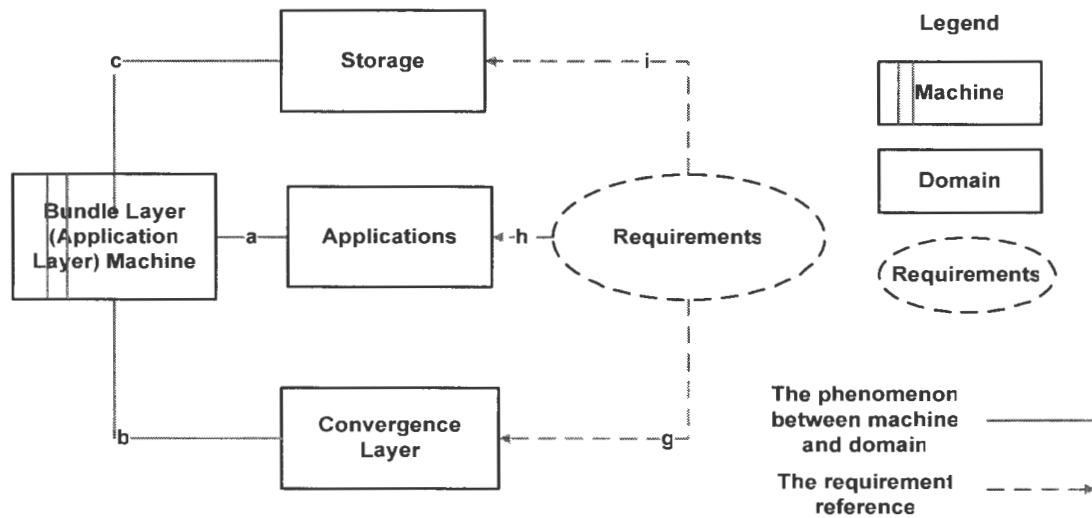 Legend
c
Storage
i
Machine
Bundle Layer
(Application
Layer) Machine
a
Applications
h
Requirements
Domain
Requirements
b
Convergence
Layer
g
The phenomenon
between machine
and domain
The requirement
reference